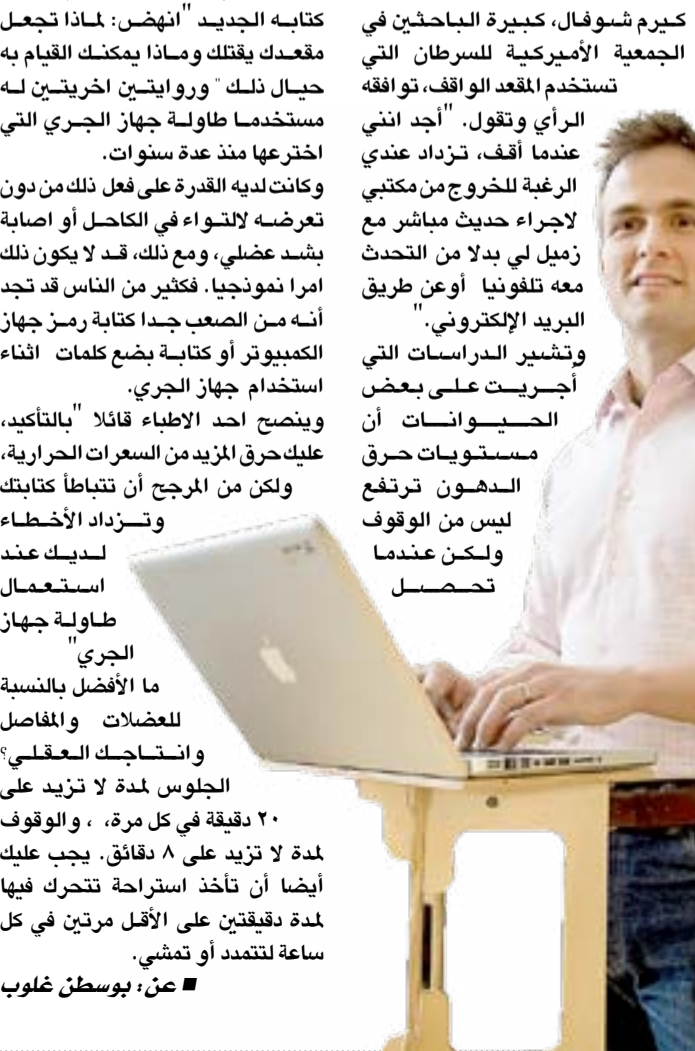 كيرم شوفال، كبيرة الباحثين في
الجمعية الأميركية للسرطان التي
تستخدم المقعد الواقف، توافقه
الرأي وتقول. "أجد انني
عندما أقف، تزداد عندي
الرغبة للخروج من مكتبي
لاجراء حديث مباشر مع
زميل لي بدلا من التحدث
معه تلفونيا أوعن طريق
البريد الإلكتروني."
وتشير الدراسات التي
أجريت على بعض
الحيوانات أن
مستويات حرق
الدهون ترتفع
ليس من الوقوف
ولكن عندما
تحصل
كتابه الجديد "انهض: لماذا تجعل
مقعدك يقتلك وماذا يمكنك القيام به
حيال ذلك" وروايتين اخريتين له
مستخدما طاولة جهاز الجري التي
اخترعها منذ عدة سنوات.
وكانت لديه القدرة على فعل ذلك من دون
تعرضه لالتواء في الكاحل أو اصابة
بشد عضلي، ومع ذلك، قد لا يكون ذلك
امرا نموذجيا. فكثير من الناس قد تجد
أنه من الصعب جدا كتابة رمز جهاز
الكمبيوتر أو كتابة بضع كلمات اثناء
استخدام جهاز الجري.
وينصح احد الاطباء قائلا "بالتأكيد،
عليك حرق المزيد من السعرات الحرارية،
ولكن من المرجح أن تتباطأ كتابتك
وتزداد الأخطاء
لديك عند
استعمال
طاولة جهاز
الجري"
ما الأفضل بالنسبة
للعضلات والمفاصل
وانتاجك العقلي؟
الجلوس لمدة لا تزيد على
٢٠ دقيقة في كل مرة، ، والوقوف
لمدة لا تزيد على ٨ دقائق. يجب عليك
أيضا أن تأخذ استراحة تتحرك فيها
لمدة دقيقتين على الأقل مرتين في كل
ساعة لتتمدد أو تمشي.
■ عن: بوسطن غلوب